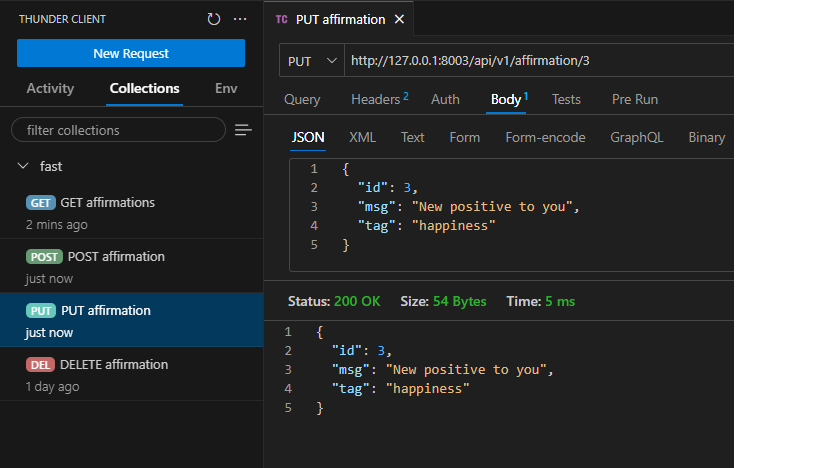 THUNDER CLIENT
New Request
Activity Collections Env
filter collections
fast
GET GET affirmations
2 mins ago
POST POST affirmation
just now
PUT PUT affirmation
just now
DEL DELETE affirmation
1 day ago
TC PUT affirmation
PUT http://127.0.0.1:8003/api/v1/affirmation/3
Query Headers 2 Auth Body 1 Tests Pre Run
JSON XML Text Form Form-encode GraphQL Binary
1 {
2 "id": 3,
3 "msg": "New positive to you",
4 "tag": "happiness"
5 }
Status: 200 OK Size: 54 Bytes Time: 5 ms
1 {
2 "id": 3,
3 "msg": "New positive to you",
4 "tag": "happiness"
5 }